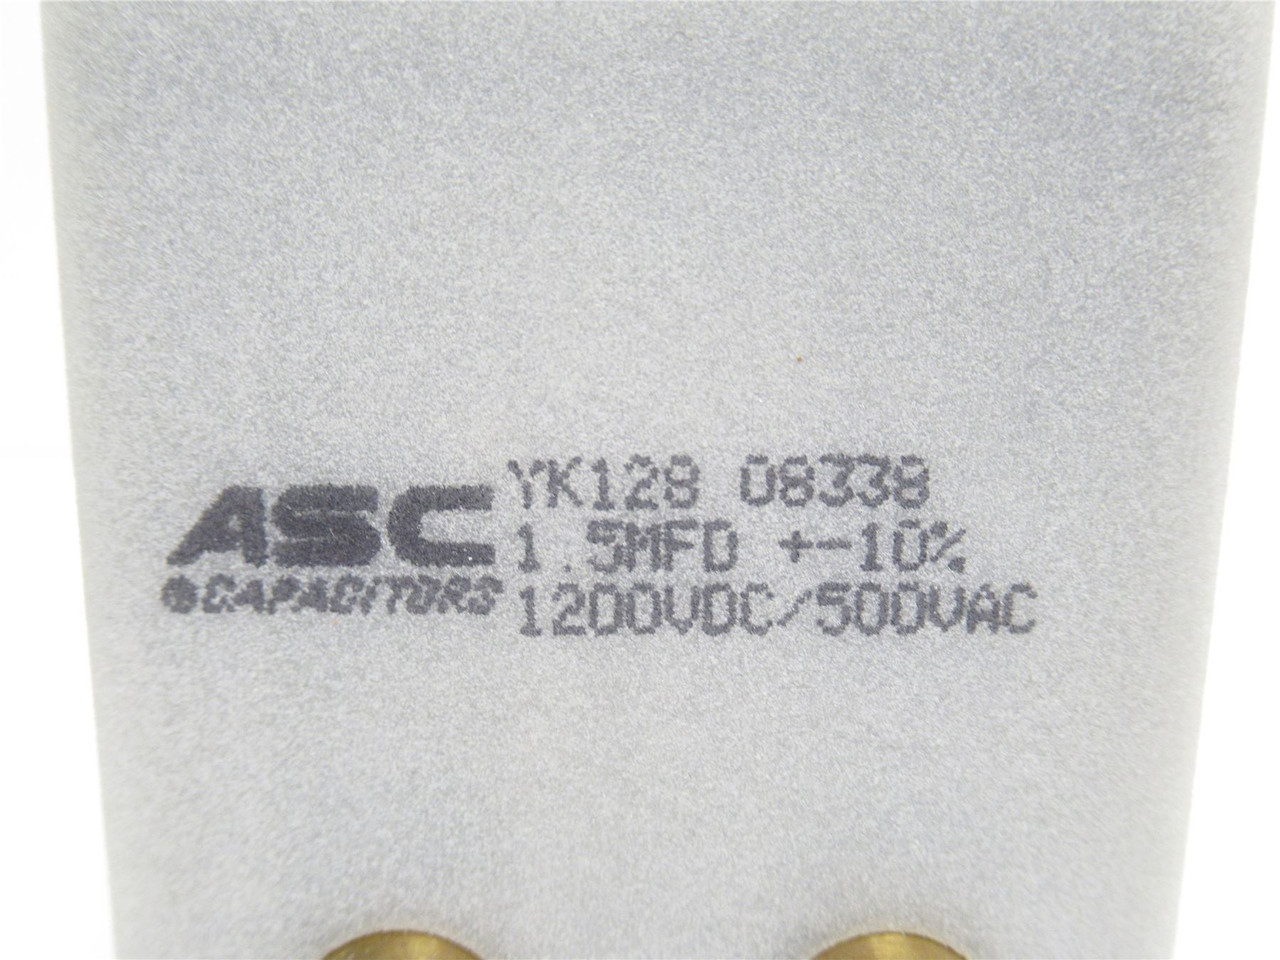 ASC
CAPACITORS
YK128 08338
1.5MFD +-10%
1200VDC/500VAC